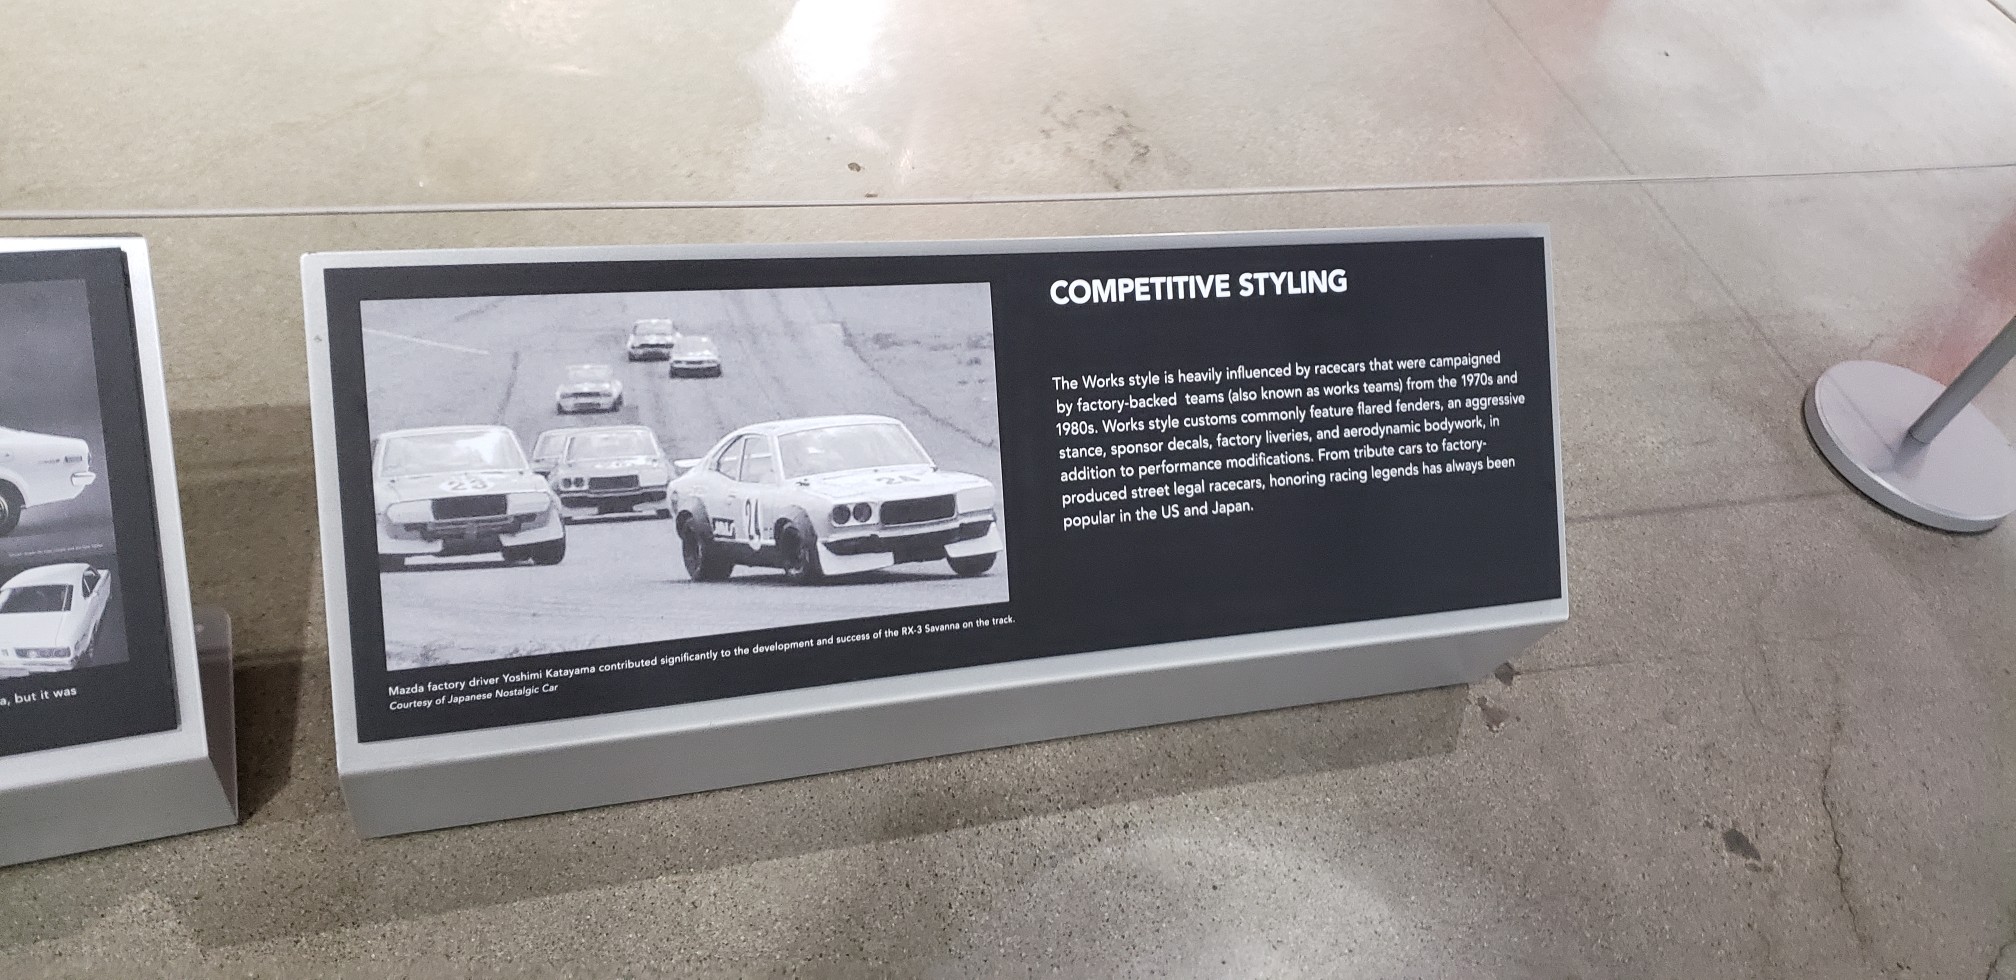 COMPETITIVE STYLING
The Works style is heavily influenced by racecars that were campaigned
by factory-backed teams (also known as works teams) from the 1970s and
1980s. Works style customs commonly feature flared fenders, an aggressive
stance, sponsor decals, factory liveries, and aerodynamic bodywork, in
addition to performance modifications. From tribute cars to factory-
produced street legal racecars, honoring racing legends has always been
popular in the US and Japan.
23
24
24
Mazda factory driver Yoshimi Katayama contributed significantly to the development and success of the RX-3 Savanna on the track.
Courtesy of Japanese Nostalgic Car
a, but it was